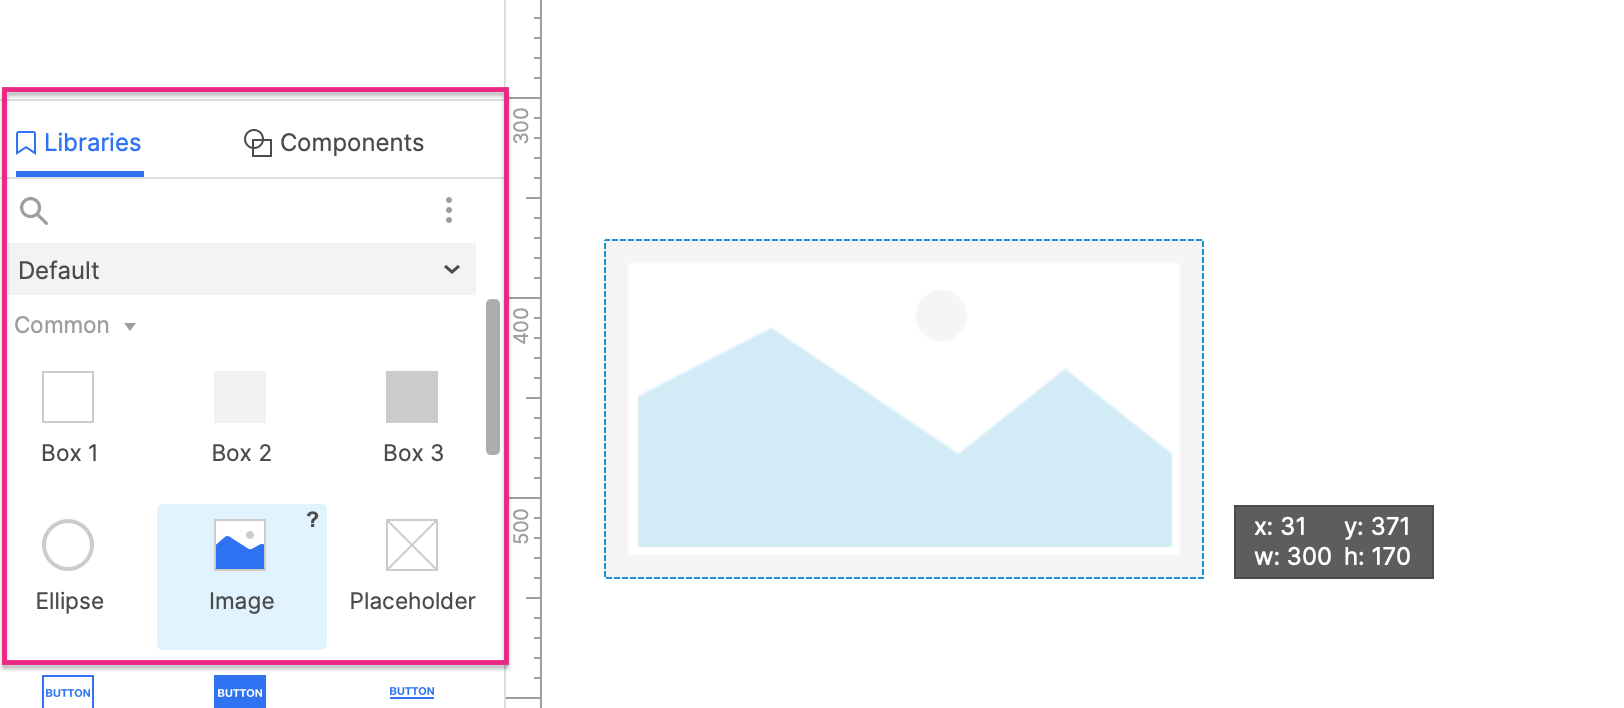 Libraries
Components
Default
Common
Box 1
Box 2
Box 3
?
Ellipse
Image
Placeholder
BUTTON
BUTTON
BUTTON
300
400
500
x: 31 y: 371
w: 300 h: 170